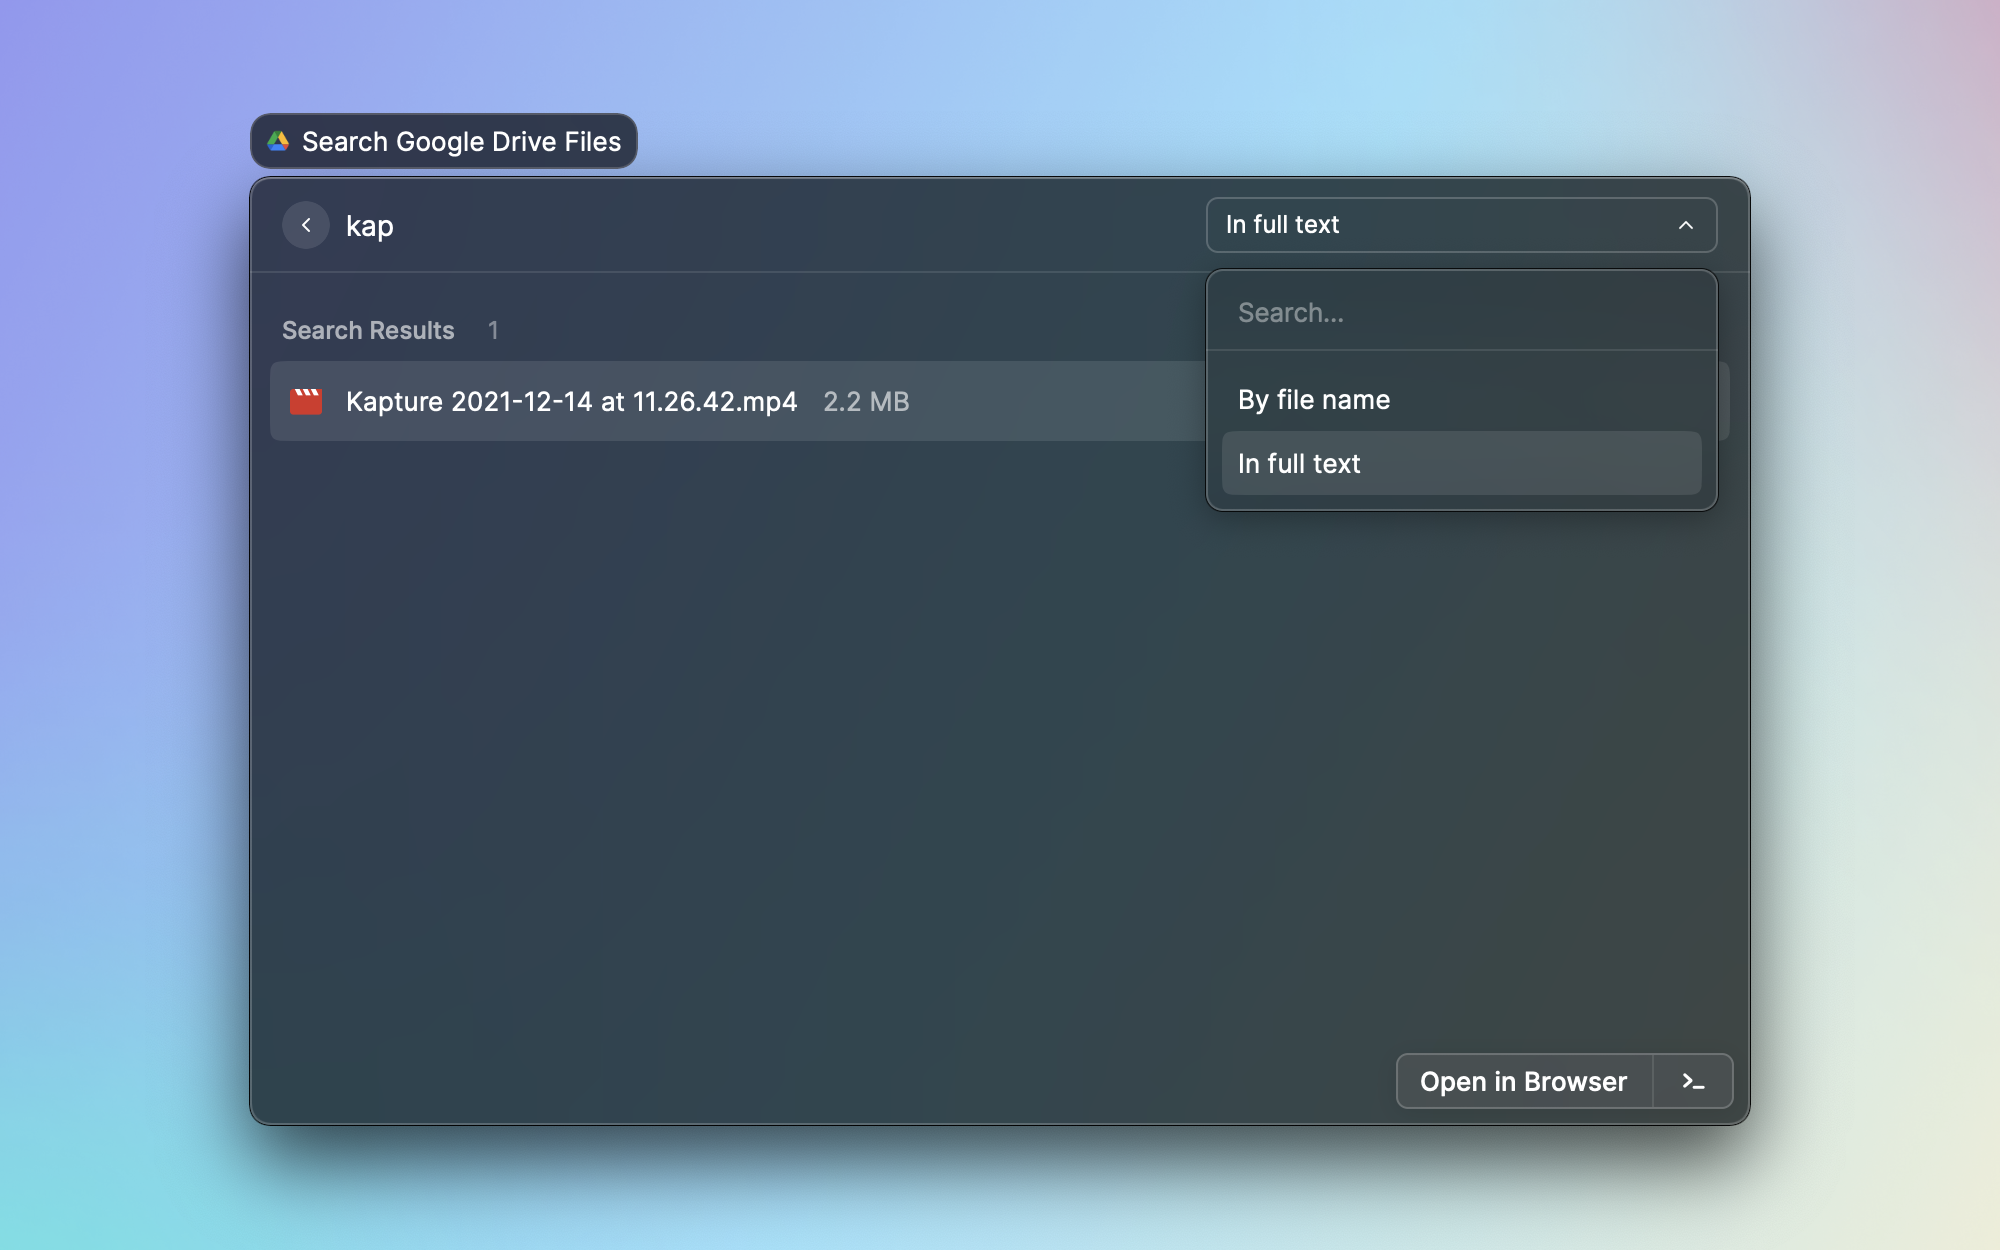 Search Google Drive Files
kap
In full text
Search...
By file name
In full text
Search Results 1
Kapture 2021-12-14 at 11.26.42.mp4 2.2 MB
Open in Browser